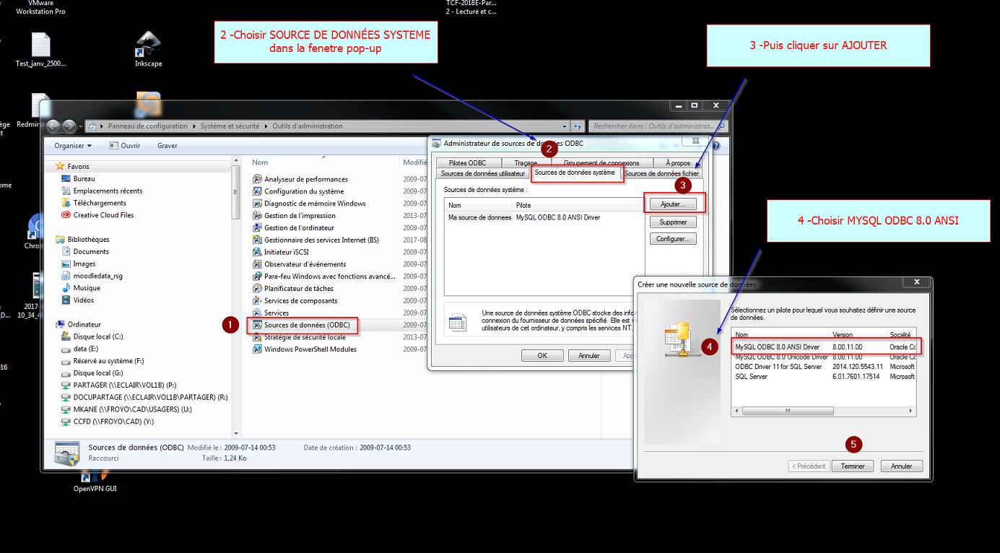 VMware
Workstation Pro
TCF-2018E-Par...
2 - Lecture et c...
Test_janv_2500...
Inkscape
2 -Choisir SOURCE DE DONNÉES SYSTEME
dans la fenetre pop-up
3 -Puis cliquer sur AJOUTER
4 -Choisir MYSQL ODBC 8.0 ANSI
Redmin
Panneau de configuration
Système et sécurité
Outils d'administration
Rechercher dans : Outils d'administrat...
Organiser
Ouvrir
Graver
Favoris
Bureau
Emplacements récents
Téléchargements
Creative Cloud Files
Bibliothèques
Documents
Images
moodledata_rsg
Musique
Vidéos
Ordinateur
Disque local (C:)
data (E:)
Réservé au système (F:)
Disque local (G:)
PARTAGER (\\ECLAIR\VOL1B) (P:)
DOCUPARTAGE (\\ECLAIR\VOL1B\PARTAGER) (R:)
MKANE (\\FROYO\CAD\USAGERS) (U:)
CCFD (\\FROYO\CAD) (Y:)
Nom
Modifié
Analyseur de performances
2009-07
Configuration du système
2009-07
Diagnostic de mémoire Windows
2009-07
Gestion de l'impression
2013-07
Gestion de l'ordinateur
2009-07
Gestionnaire des services Internet (IIS)
2017-08
Initiateur iSCSI
2009-07
Observateur d'événements
2009-07
Pare-feu Windows avec fonctions avancé...
2009-07
Planificateur de tâches
2009-07
Services de composants
2009-07
Services
2009-07
1
Sources de données (ODBC)
2009-07
Stratégie de sécurité locale
2013-07
Windows PowerShell Modules
2009-07
Sources de données (ODBC)
Modifié le : 2009-07-14 00:53
Date de création : 2009-07-14 00:53
Raccourci
Taille : 1,24 Ko
Administrateur de sources de données ODBC
2
Pilotes ODBC
Traçage
Groupement de connexions
À propos
Sources de données utilisateur
Sources de données système
Sources de données fichier
Sources de données système :
3
Nom
Pilote
Ma source de donnees
MySQL ODBC 8.0 ANSI Driver
Ajouter...
Supprimer
Configurer...
Une source de données système ODBC stocke des info
connexion du fournisseur de données spécifié. Elle est v
utilisateurs de cet ordinateur, y compris les services NT.
OK
Annuler
App
Créer une nouvelle source de données
Sélectionnez un pilote pour lequel vous souhaitez définir une source
de données.
Nom
Version
Société
4
MySQL ODBC 8.0 ANSI Driver
8.00.11.00
Oracle Co
MySQL ODBC 8.0 Unicode Driver
8.00.11.00
Oracle Co
ODBC Driver 11 for SQL Server
2014.120.5543.11
Microsoft
SQL Server
6.01.7601.17514
Microsoft
5
< Précédent
Terminer
Annuler
Chro
2017-
10_34_4
OpenVPN GUI